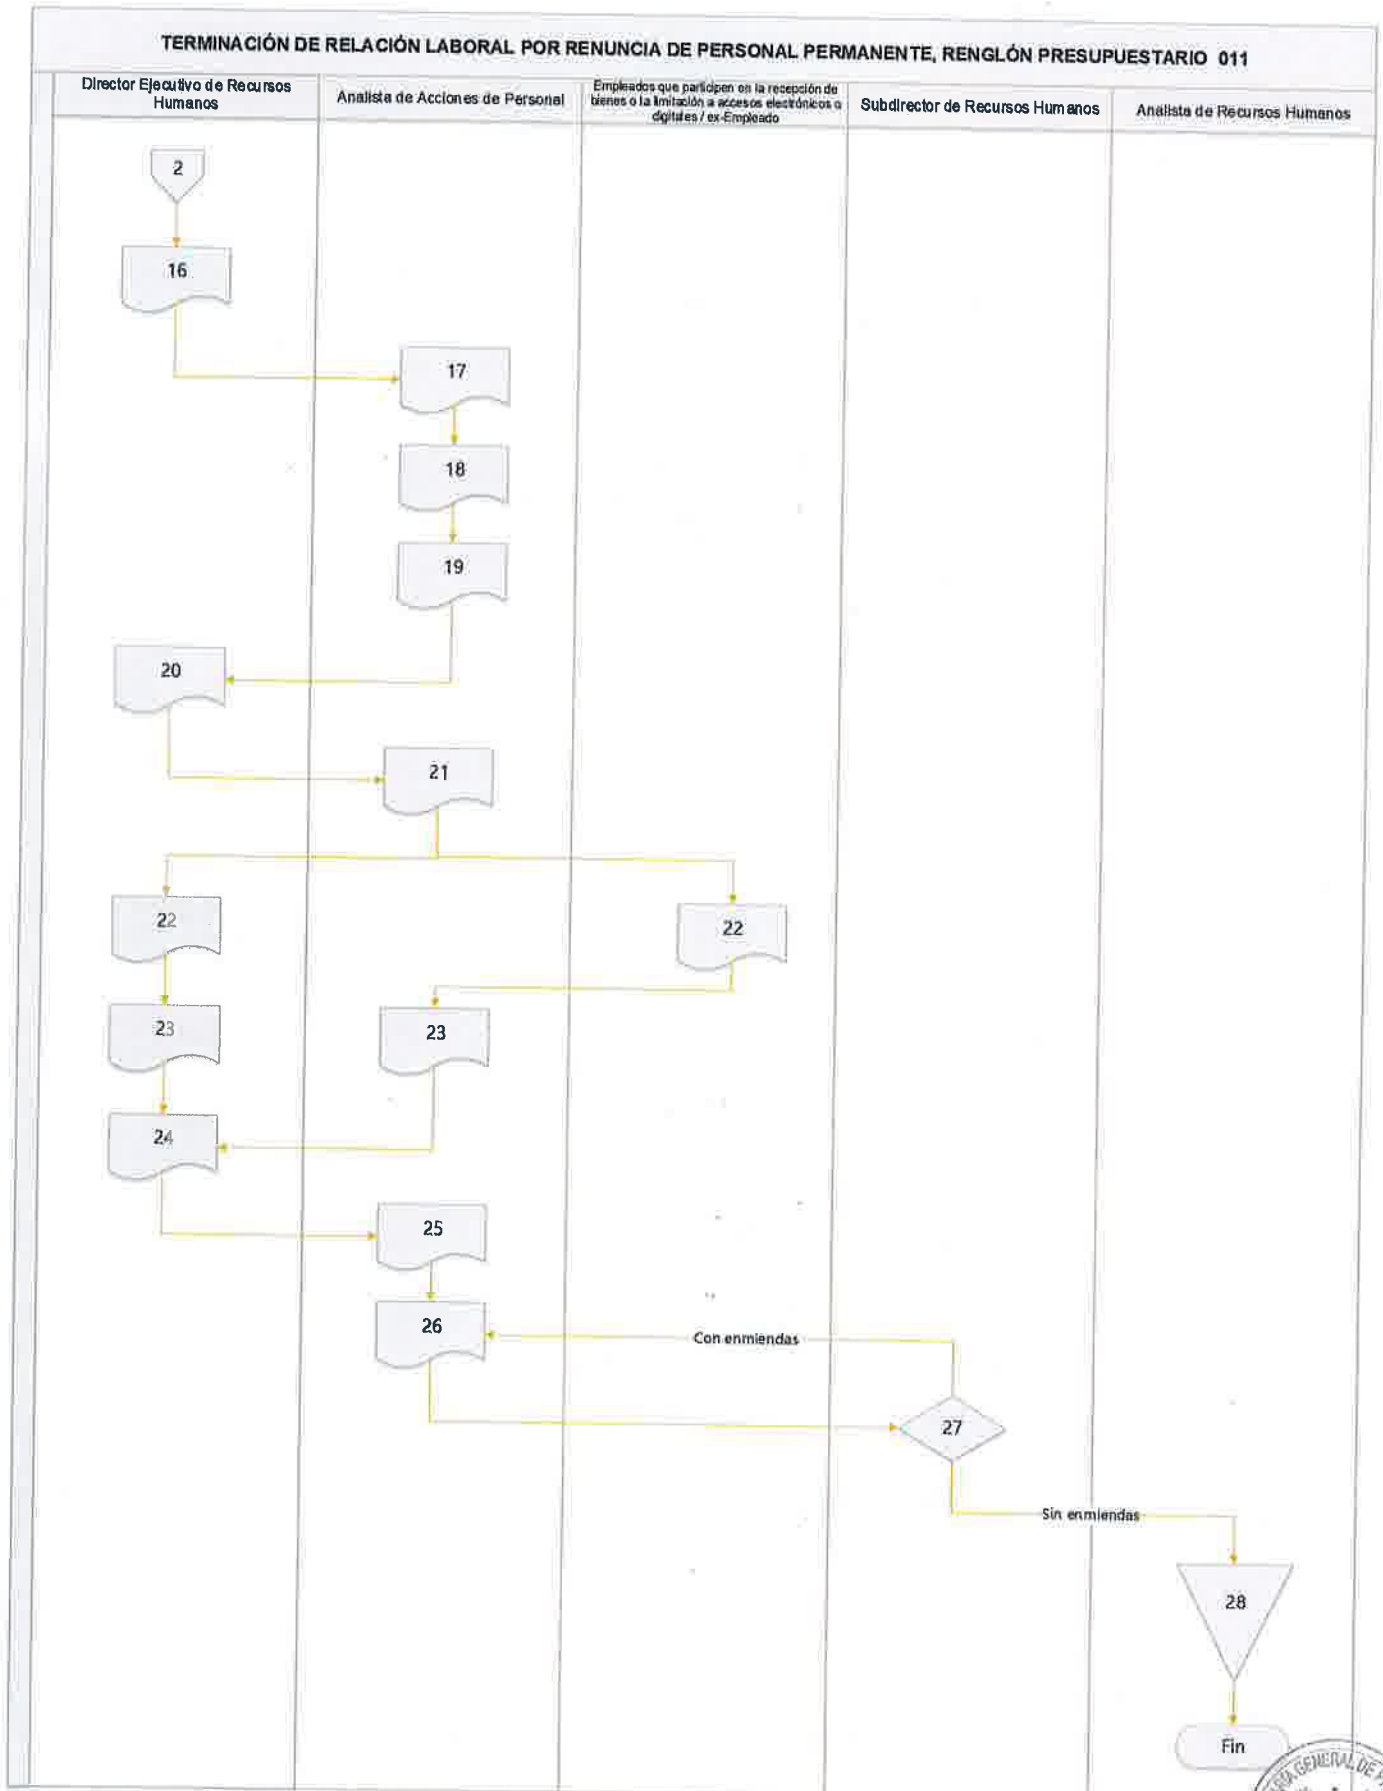 TERMINACIÓN DE RELACIÓN LABORAL POR RENUNCIA DE PERSONAL PERMANENTE, RENGLÓN PRESUPUESTARIO 011
Director Ejecutivo de Recursos
Humanos
Analista de Acciones de Personal
Empleados que participen en la recepción de
bienes o la limitación a accesos electrónicos o
digitales / ex-Empleado
Subdirector de Recursos Humanos
Analista de Recursos Humanos
2
16
17
18
19
20
21
22
22
23
23
24
25
26
Con enmiendas
27
Sin enmiendas
28
Fin
GENERAL DE